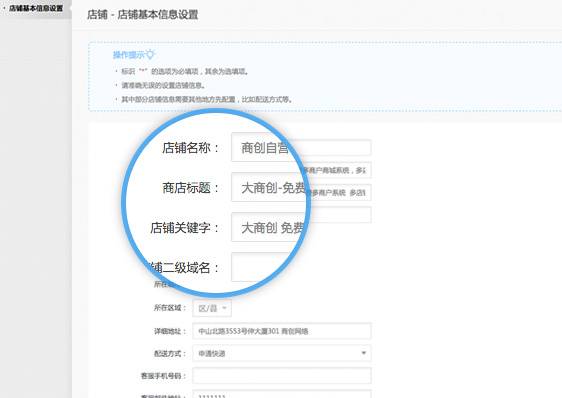 店铺基本信息设置
店铺 - 店铺基本信息设置
操作提示
· 标识 "*" 的选项为必填项，其余为选填项。
· 请准确无误的设置店铺信息。
· 其中部分店铺信息需要其他地方先配置，比如配送方式等。
店铺名称： 商创自营
多商户商城系统，多店
商店标题： 大商创-免费
多商户系统 多店
店铺关键字： 大商创 免费
铺二级域名：
所在区域： 区/县
详细地址： 中山北路3553号伸大厦301 商创网络
配送方式： 申通快递
客服手机号码：
1111111